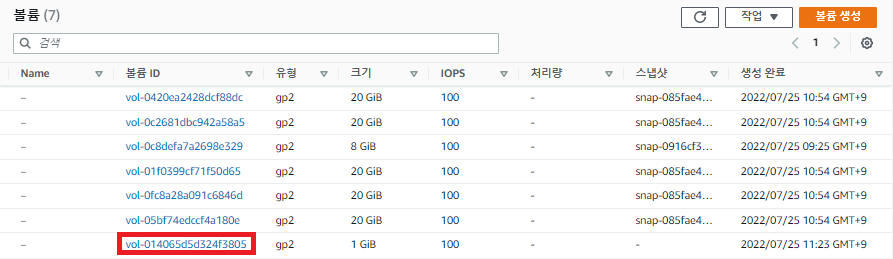 볼륨 (7) 작업 ▼ 볼륨 생성
검색 1
Name 볼륨 ID 유형 크기 IOPS 처리량 스냅샷 생성 완료
– vol-0420ea2428dcf88dc gp2 20 GiB 100 - snap-085fae4... 2022/07/25 10:54 GMT+9
– vol-0c2681dbc942a58a5 gp2 20 GiB 100 - snap-085fae4... 2022/07/25 10:54 GMT+9
– vol-0c8defa7a2698e329 gp2 8 GiB 100 - snap-0916cf3... 2022/07/25 09:25 GMT+9
– vol-01f0399cf71f50d65 gp2 20 GiB 100 - snap-085fae4... 2022/07/25 10:54 GMT+9
– vol-0fc8a28a091c6846d gp2 20 GiB 100 - snap-085fae4... 2022/07/25 10:54 GMT+9
– vol-05bf74edccf4a180e gp2 20 GiB 100 - snap-085fae4... 2022/07/25 10:54 GMT+9
– vol-014065d5d324f3805 gp2 1 GiB 100 - - 2022/07/25 11:23 GMT+9